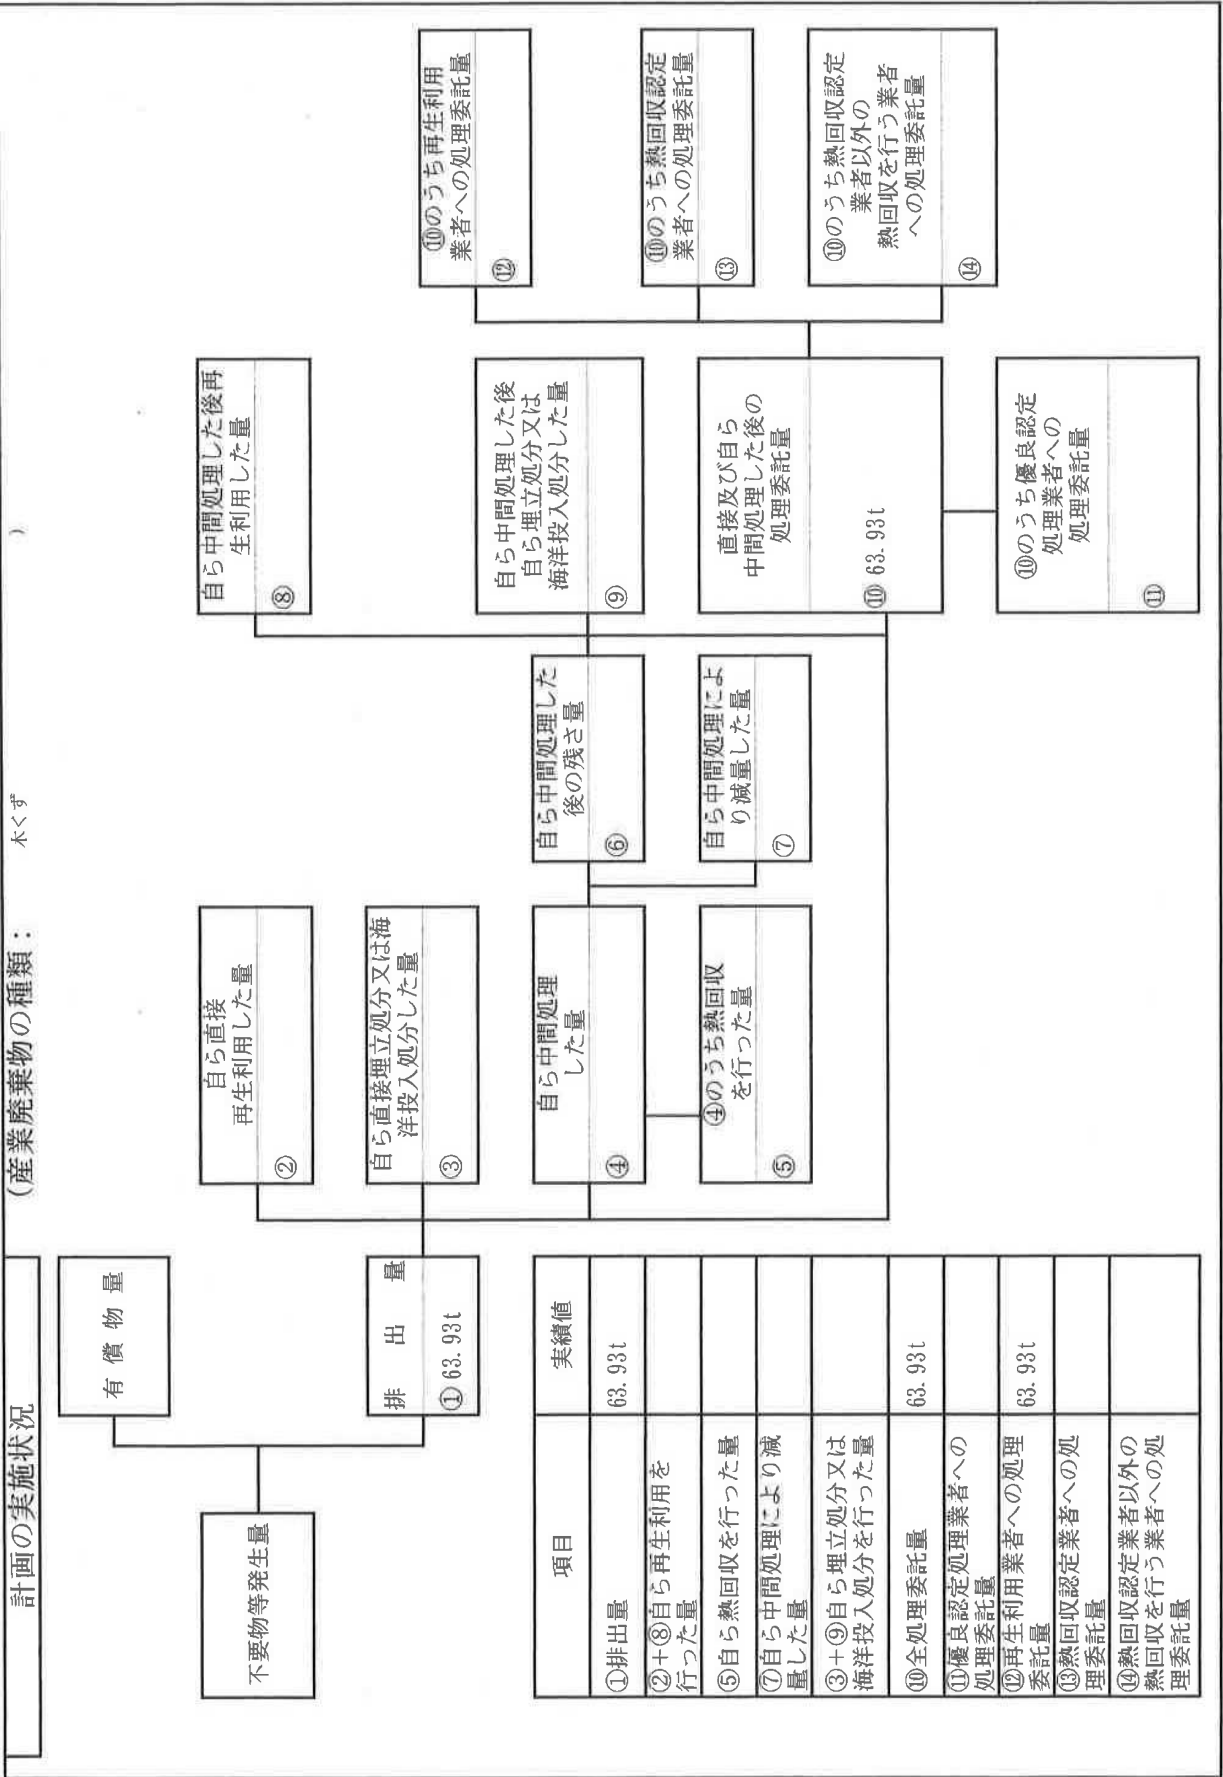 計画の実施状況
(産業廃棄物の種類：
木くず
)
不要物等発生量
有償物量
排出量
① 63.93t
自ら直接
再生利用した量
②
自ら直接埋立処分又は海
洋投入処分した量
③
自ら中間処理
した量
④
④のうち熱回収
を行った量
⑤
自ら中間処理した
後の残さ量
⑥
自ら中間処理によ
り減量した量
⑦
自ら中間処理した後再
生利用した量
⑧
自ら中間処理した後
自ら埋立処分又は
海洋投入処分した量
⑨
直接及び自ら
中間処理した後の
処理委託量
⑩ 63.93t
⑩のうち優良認定
処理業者への
処理委託量
⑪
⑩のうち再生利用
業者への処理委託量
⑫
⑩のうち熱回収認定
業者への処理委託量
⑬
⑩のうち熱回収認定
業者以外の
熱回収を行う業者
への処理委託量
⑭
項目 実績値
①排出量 63.93t
②+⑧自ら再生利用を
行った量
⑤自ら熱回収を行った量
⑦自ら中間処理により減
量した量
③+⑨自ら埋立処分又は
海洋投入処分を行った量
⑩全処理委託量 63.93t
⑪優良認定処理業者への
処理委託量
⑫再生利用業者への処理
委託量 63.93t
⑬熱回収認定業者への処
理委託量
⑭熱回収認定業者以外の
熱回収を行う業者への処
理委託量